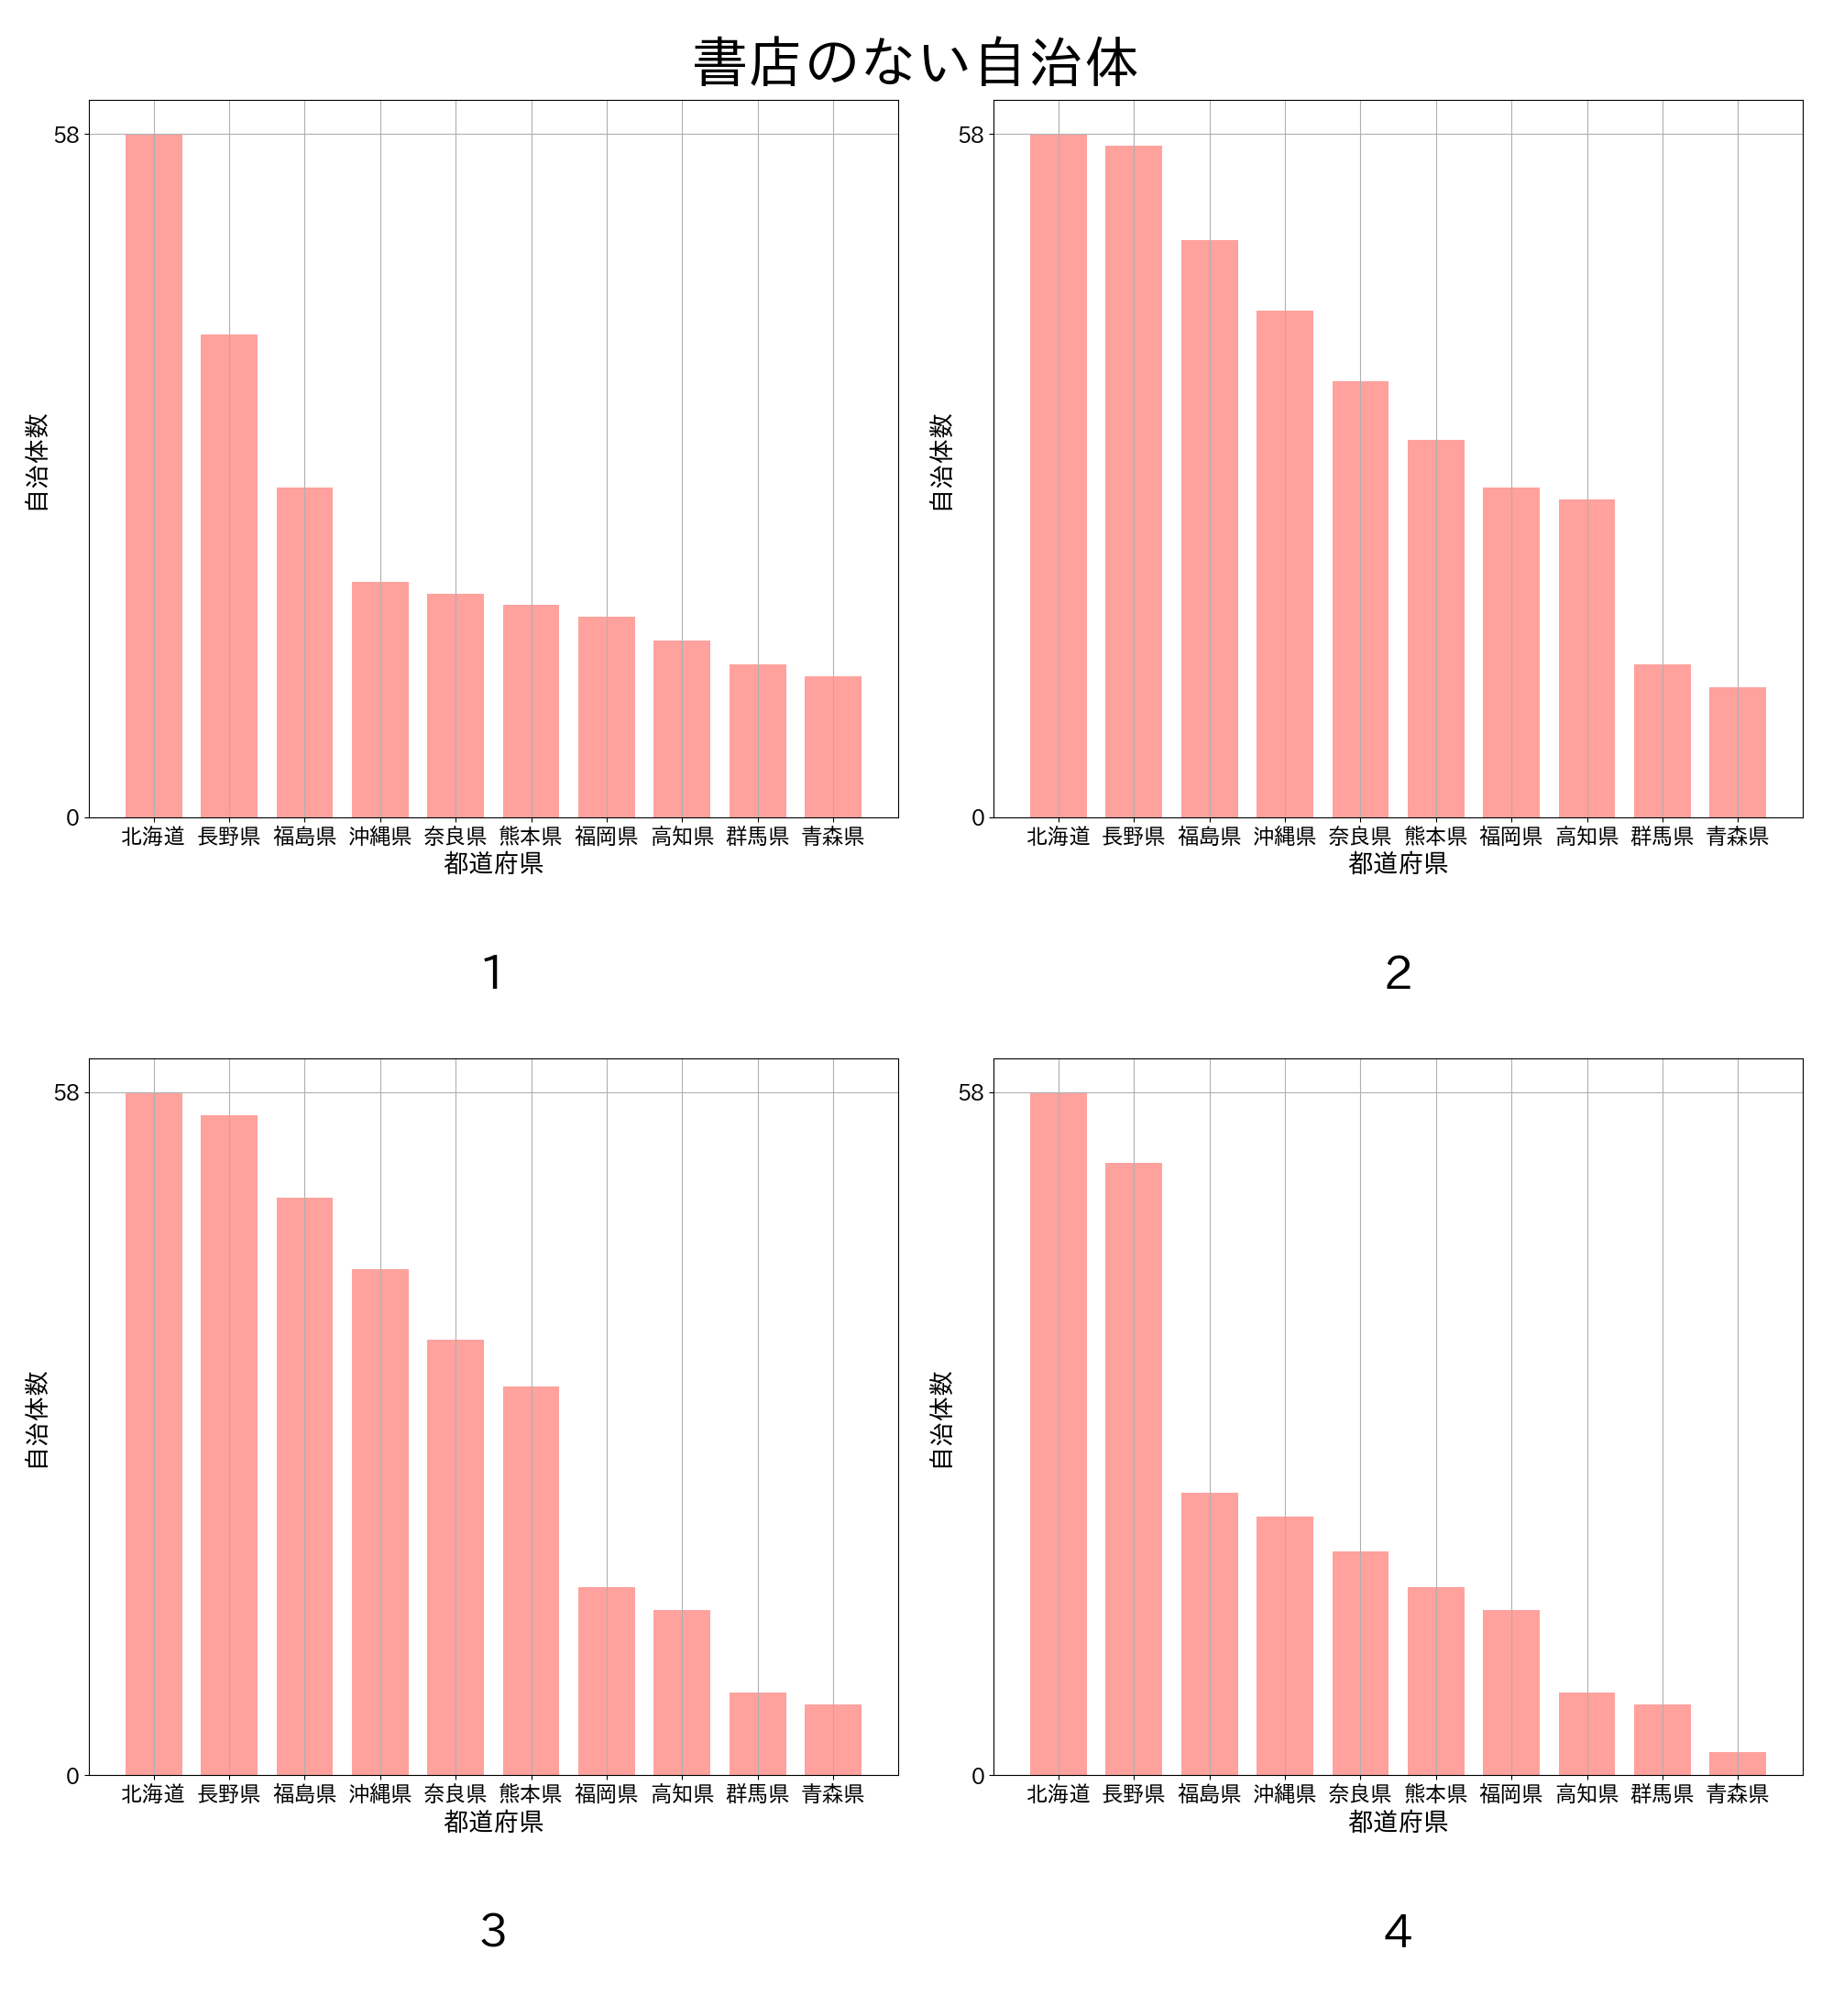 書店のない自治体
58
0
自治体数
北海道 長野県 福島県 沖縄県 奈良県 熊本県 福岡県 高知県 群馬県 青森県
都道府県
1
58
0
自治体数
北海道 長野県 福島県 沖縄県 奈良県 熊本県 福岡県 高知県 群馬県 青森県
都道府県
2
58
0
自治体数
北海道 長野県 福島県 沖縄県 奈良県 熊本県 福岡県 高知県 群馬県 青森県
都道府県
3
58
0
自治体数
北海道 長野県 福島県 沖縄県 奈良県 熊本県 福岡県 高知県 群馬県 青森県
都道府県
4